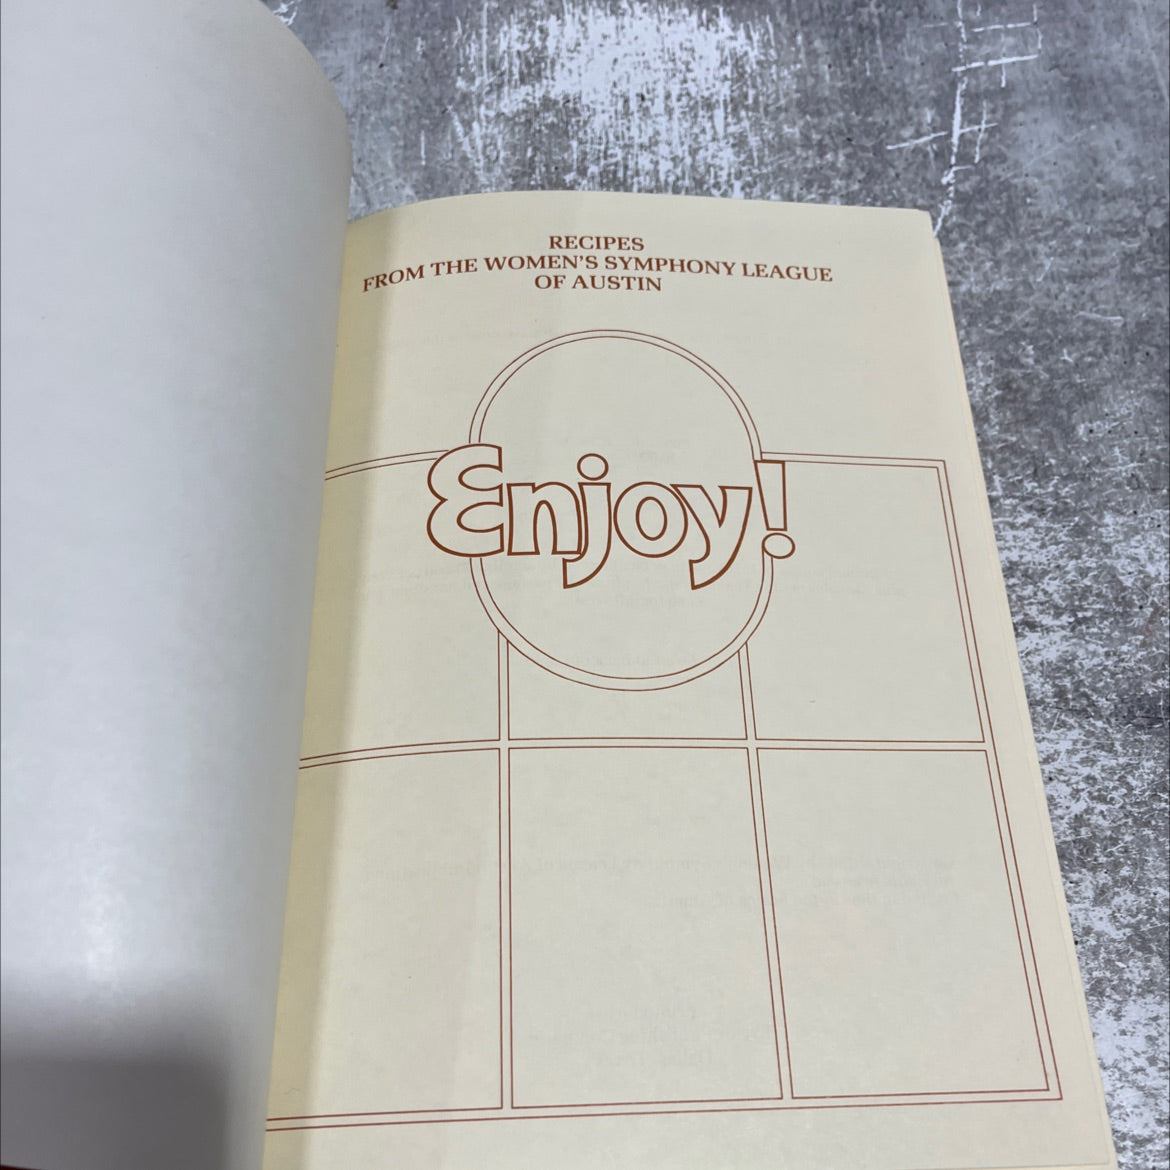 RECIPES
FROM THE WOMEN'S SYMPHONY LEAGUE
OF AUSTIN
Enjoy!